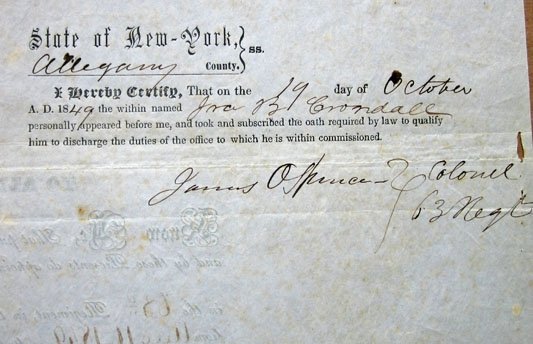 State of New-York, } ss.
Allegany County,
I Hereby Certify, That on the 19 day of October
A. D. 1849 the within named Ira B Crandall
personally appeared before me, and took and subscribed the oath required by law to qualify
him to discharge the duties of the office to which he is within commissioned.
James O Spencer Colonel
63 Regt